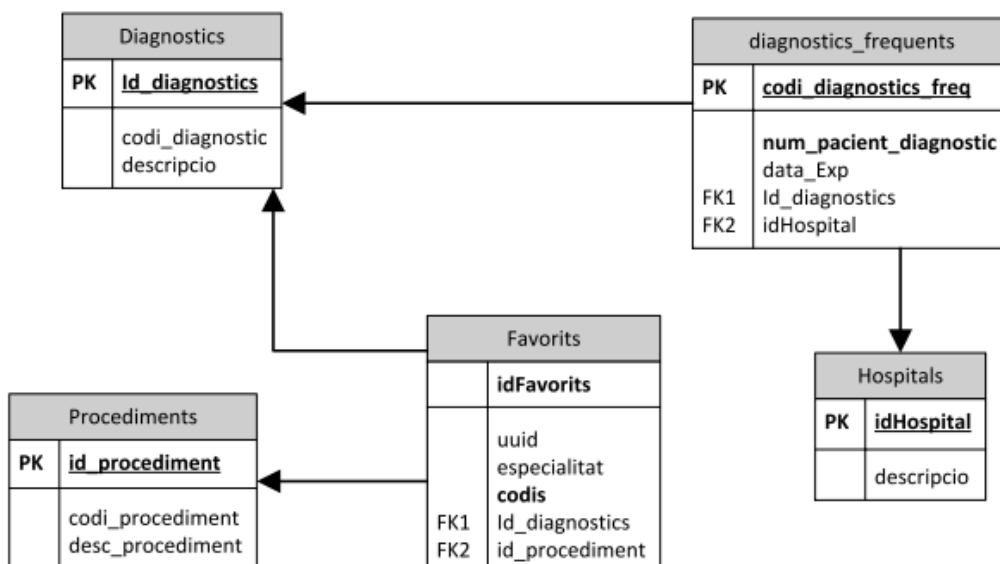 Diagnostics
PK Id_diagnostics
codi_diagnostic
descripcio
diagnostics_frequents
PK codi_diagnostics_freq
num_pacient_diagnostic
data_Exp
FK1 Id_diagnostics
FK2 idHospital
Favorits
idFavorits
uuid
especialitat
codis
FK1 Id_diagnostics
FK2 id_procediment
Hospitals
PK idHospital
descripcio
Procediments
PK id_procediment
codi_procediment
desc_procediment